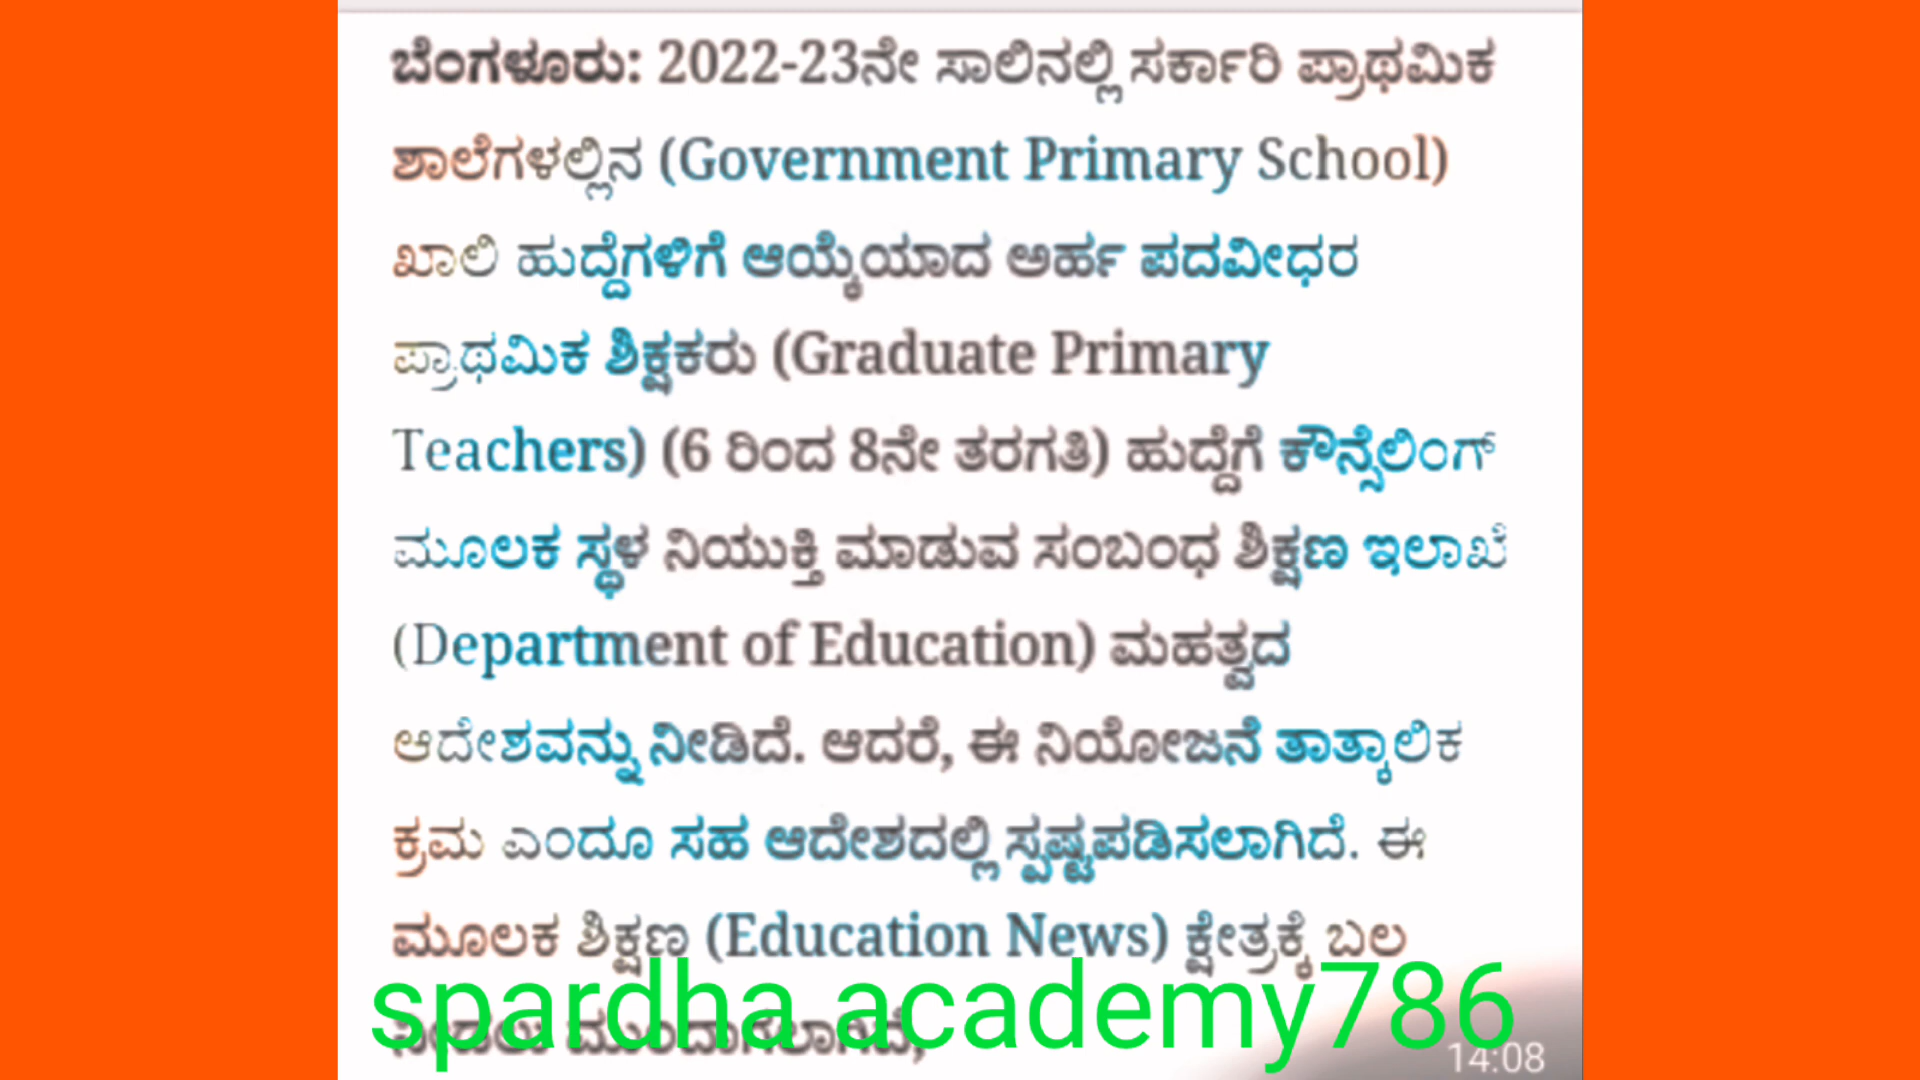 ಬೆಂಗಳೂರು: 2022-23ನೇ ಸಾಲಿನಲ್ಲಿ ಸರ್ಕಾರಿ ಪ್ರಾಥಮಿಕ
ಶಾಲೆಗಳಲ್ಲಿನ (Government Primary School)
ಖಾಲಿ ಹುದ್ದೆಗಳಿಗೆ ಆಯ್ಕೆಯಾದ ಅರ್ಹ ಪದವೀಧರ
ಪ್ರಾಥಮಿಕ ಶಿಕ್ಷಕರು (Graduate Primary
Teachers) (6 ರಿಂದ 8ನೇ ತರಗತಿ) ಹುದ್ದೆಗೆ ಕೌನ್ಸೆಲಿಂಗ್
ಮೂಲಕ ಸ್ಥಳ ನಿಯುಕ್ತಿ ಮಾಡುವ ಸಂಬಂಧ ಶಿಕ್ಷಣ ಇಲಾಖೆ
(Department of Education) ಮಹತ್ವದ
ಆದೇಶವನ್ನು ನೀಡಿದೆ. ಆದರೆ, ಈ ನಿಯೋಜನೆ ತಾತ್ಕಾಲಿಕ
ಕ್ರಮ ಎಂದೂ ಸಹ ಆದೇಶದಲ್ಲಿ ಸ್ಪಷ್ಟಪಡಿಸಲಾಗಿದೆ. ಈ
ಮೂಲಕ ಶಿಕ್ಷಣ (Education News) ಕ್ಷೇತ್ರಕ್ಕೆ ಬಲ
spardha academy786
14:08